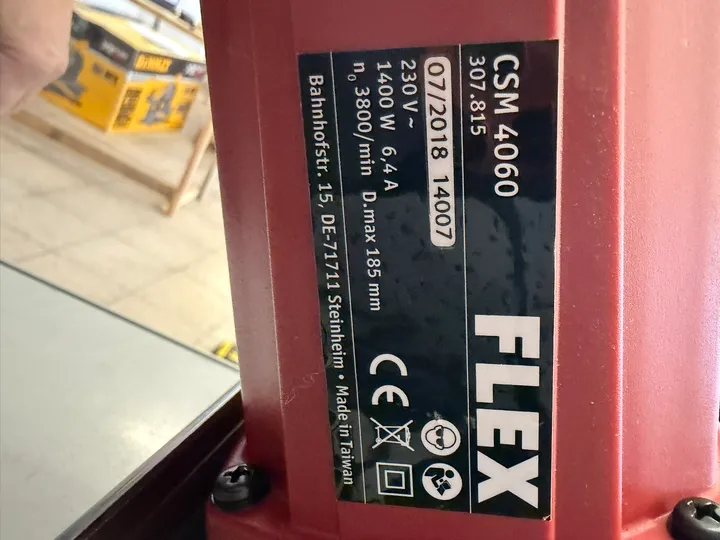 CSM 4060
307.815
FLEX
07/2018 14007
230 V~
1400 W 6,4 A
n0 3800/min D.max 185 mm
CE
Bahnhofstr. 15, DE-71711 Steinheim • Made in Taiwan
DEWALT